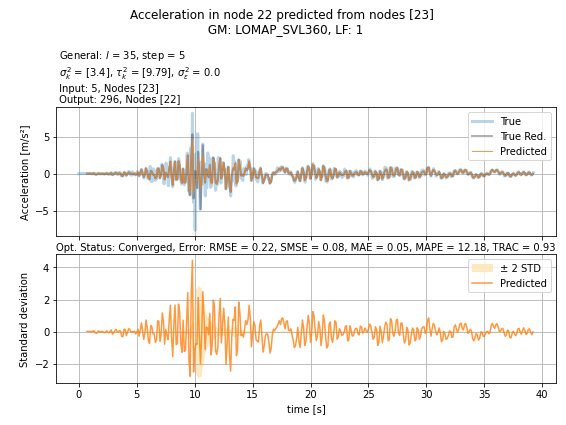 Acceleration in node 22 predicted from nodes [23]
GM: LOMAP_SVL360, LF: 1
General: l = 35, step = 5
σ²ₖ = [3.4], τ²ₖ = [9.79], σ²ε = 0.0
Input: 5, Nodes [23]
Output: 296, Nodes [22]
Acceleration [m/s²]
5
0
−5
True
True Red.
Predicted
Opt. Status: Converged, Error: RMSE = 0.22, SMSE = 0.08, MAE = 0.05, MAPE = 12.18, TRAC = 0.93
Standard deviation
4
2
0
−2
± 2 STD
Predicted
0 5 10 15 20 25 30 35 40
time [s]